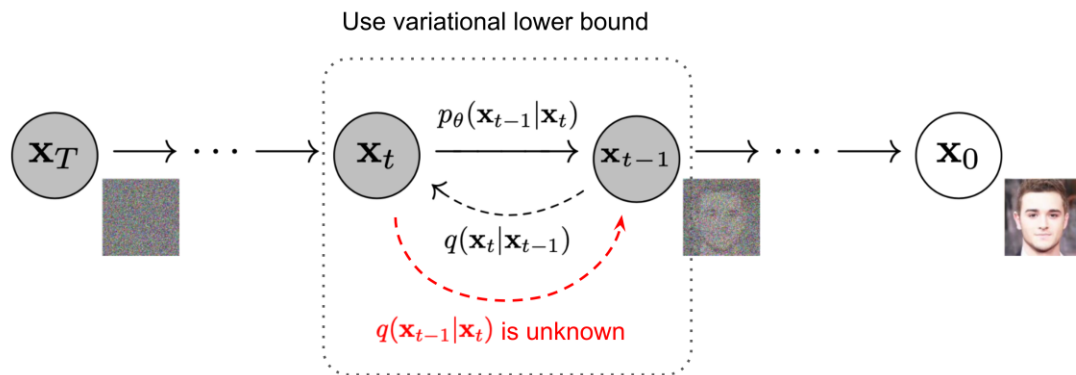 Use variational lower bound
p_θ(x_{t−1}|x_t)
x_T → ⋯ → x_t → x_{t−1} → ⋯ → x_0
q(x_t|x_{t−1})
q(x_{t−1}|x_t) is unknown